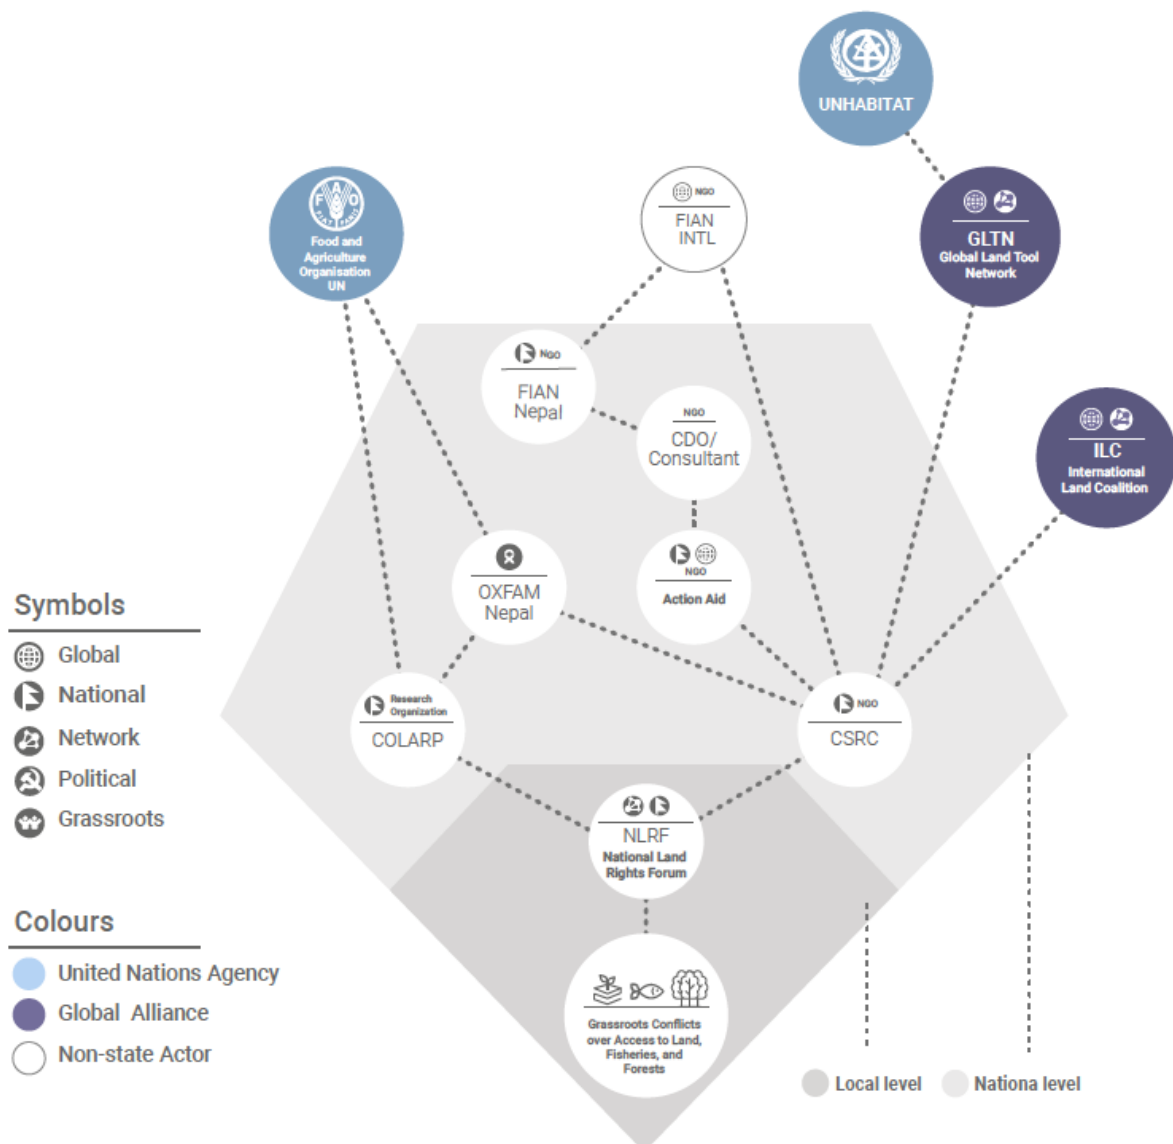 UNHABITAT
FAO
FIAT PANIS
Food and
Agriculture
Organisation
UN
NGO
FIAN
INTL
GLTN
Global Land Tool
Network
NGO
FIAN
Nepal
NGO
CDO/
Consultant
ILC
International
Land Coalition
OXFAM
Nepal
NGO
Action Aid
Research
Organization
COLARP
NGO
CSRC
NLRF
National Land
Rights Forum
Grassroots Conflicts
over Access to Land,
Fisheries, and
Forests
Symbols
Global
National
Network
Political
Grassroots
Colours
United Nations Agency
Global Alliance
Non-state Actor
Local level
Nationa level